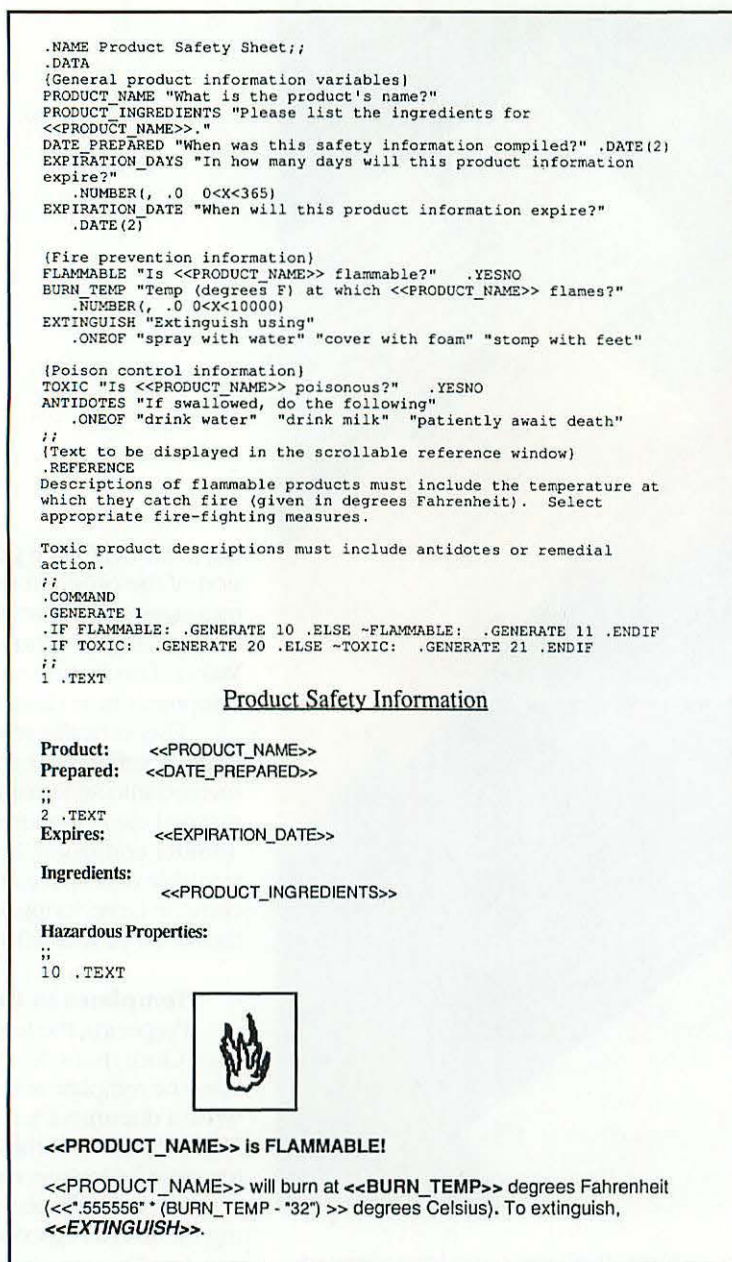 .NAME Product Safety Sheet;;
.DATA
{General product information variables}
PRODUCT_NAME "What is the product's name?"
PRODUCT_INGREDIENTS "Please list the ingredients for
<<PRODUCT_NAME>>."
DATE_PREPARED "When was this safety information compiled?" .DATE(2)
EXPIRATION_DAYS "In how many days will this product information
expire?"
.NUMBER(, .0 0<X<365)
EXPIRATION_DATE "When will this product information expire?"
.DATE(2)
{Fire prevention information}
FLAMMABLE "Is <<PRODUCT_NAME>> flammable?" .YESNO
BURN_TEMP "Temp (degrees F) at which <<PRODUCT_NAME>> flames?"
.NUMBER(, .0 0<X<10000)
EXTINGUISH "Extinguish using"
.ONEOF "spray with water" "cover with foam" "stomp with feet"
{Poison control information}
TOXIC "Is <<PRODUCT_NAME>> poisonous?" .YESNO
ANTIDOTES "If swallowed, do the following"
.ONEOF "drink water" "drink milk" "patiently await death"
;;
{Text to be displayed in the scrollable reference window}
.REFERENCE
Descriptions of flammable products must include the temperature at
which they catch fire (given in degrees Fahrenheit). Select
appropriate fire-fighting measures.
Toxic product descriptions must include antidotes or remedial
action.
;;
.COMMAND
.GENERATE 1
.IF FLAMMABLE: .GENERATE 10 .ELSE ~FLAMMABLE: .GENERATE 11 .ENDIF
.IF TOXIC: .GENERATE 20 .ELSE ~TOXIC: .GENERATE 21 .ENDIF
;;
1 .TEXT
Product Safety Information
Product: <<PRODUCT_NAME>>
Prepared: <<DATE_PREPARED>>
;;
2 .TEXT
Expires: <<EXPIRATION_DATE>>
Ingredients:
<<PRODUCT_INGREDIENTS>>
Hazardous Properties:
;;
10 .TEXT
<<PRODUCT_NAME>> is FLAMMABLE!
<<PRODUCT_NAME>> will burn at <<BURN_TEMP>> degrees Fahrenheit
(<<".555556" * (BURN_TEMP - "32") >> degrees Celsius). To extinguish,
<<EXTINGUISH>>.